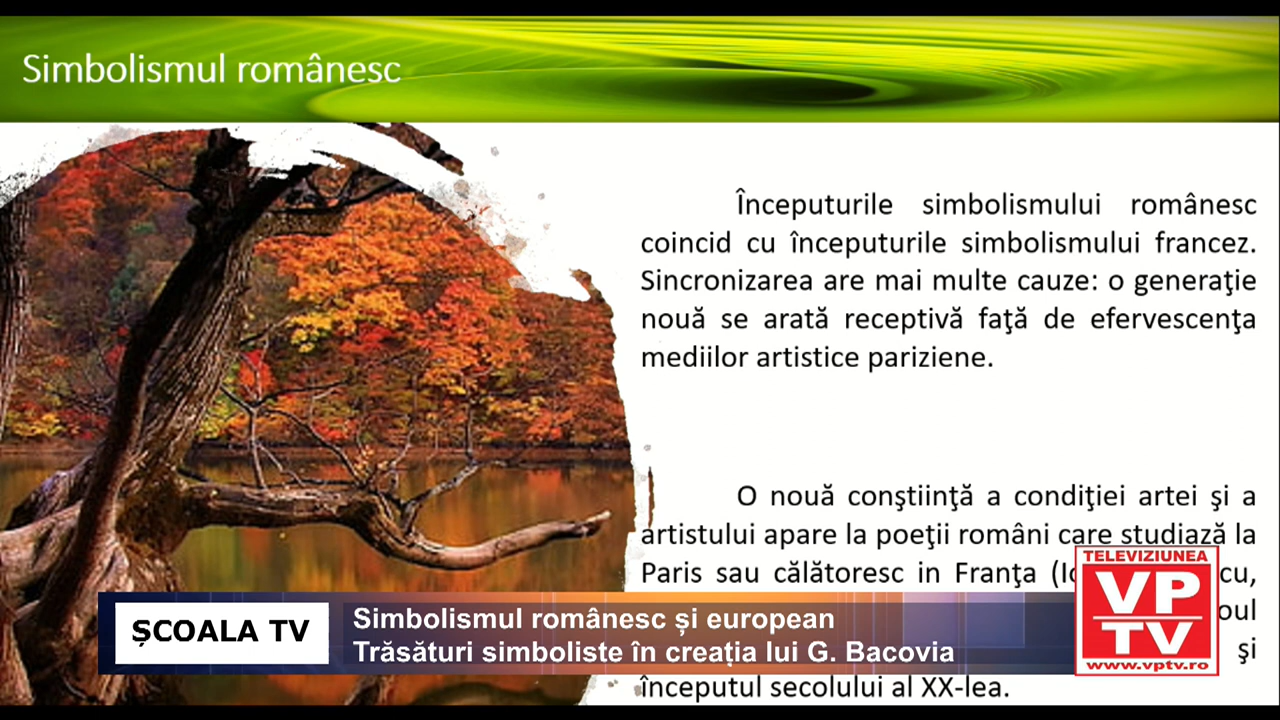 Simbolismul românesc
Începuturile simbolismului românesc
coincid cu începuturile simbolismului francez.
Sincronizarea are mai multe cauze: o generaţie
nouă se arată receptivă faţă de efervescenţa
mediilor artistice pariziene.
O nouă conştiinţă a condiţiei artei şi a
artistului apare la poeţii români care studiază la
Paris sau călătoresc in Franţa
şi
începutul secolului al XX-lea.
ȘCOALA TV
Simbolismul românesc și european
Trăsături simboliste în creația lui G. Bacovia
TELEVIZIUNEA
VP
TV
www.vptv.ro